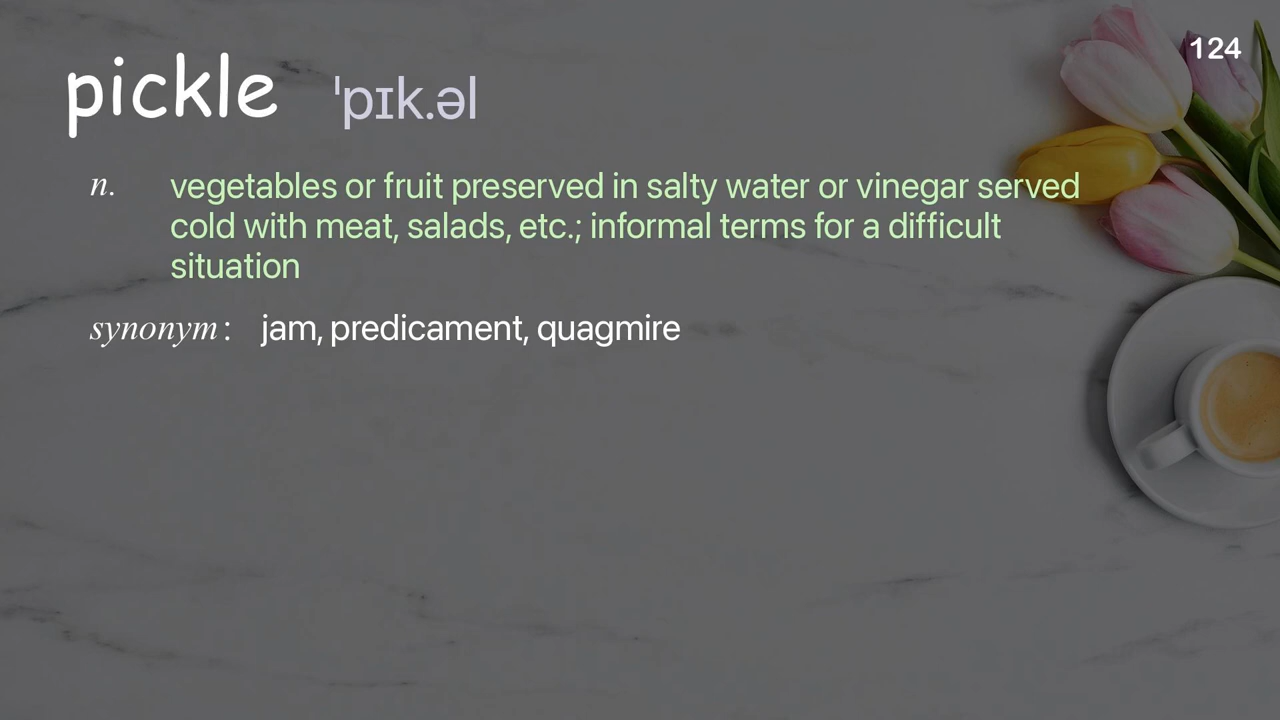 124
pickle ˈpɪk.əl
n. vegetables or fruit preserved in salty water or vinegar served
cold with meat, salads, etc.; informal terms for a difficult
situation
synonym: jam, predicament, quagmire